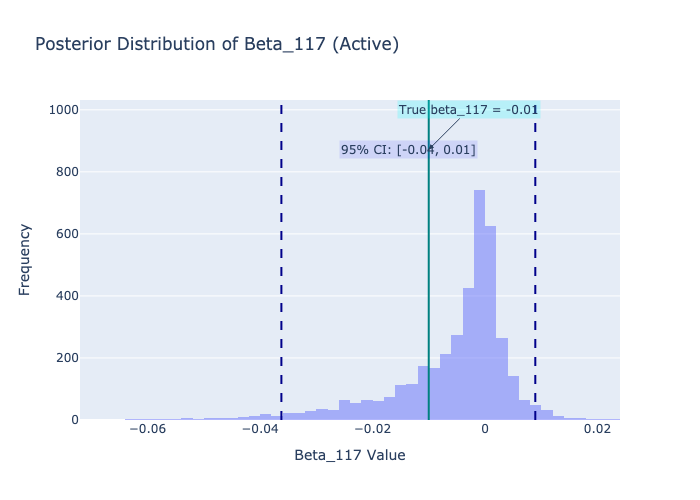 Posterior Distribution of Beta_117 (Active)
True beta_117 = -0.01
95% CI: [-0.04, 0.01]
1000
800
600
400
200
0
Frequency
−0.06
−0.04
−0.02
0
0.02
Beta_117 Value